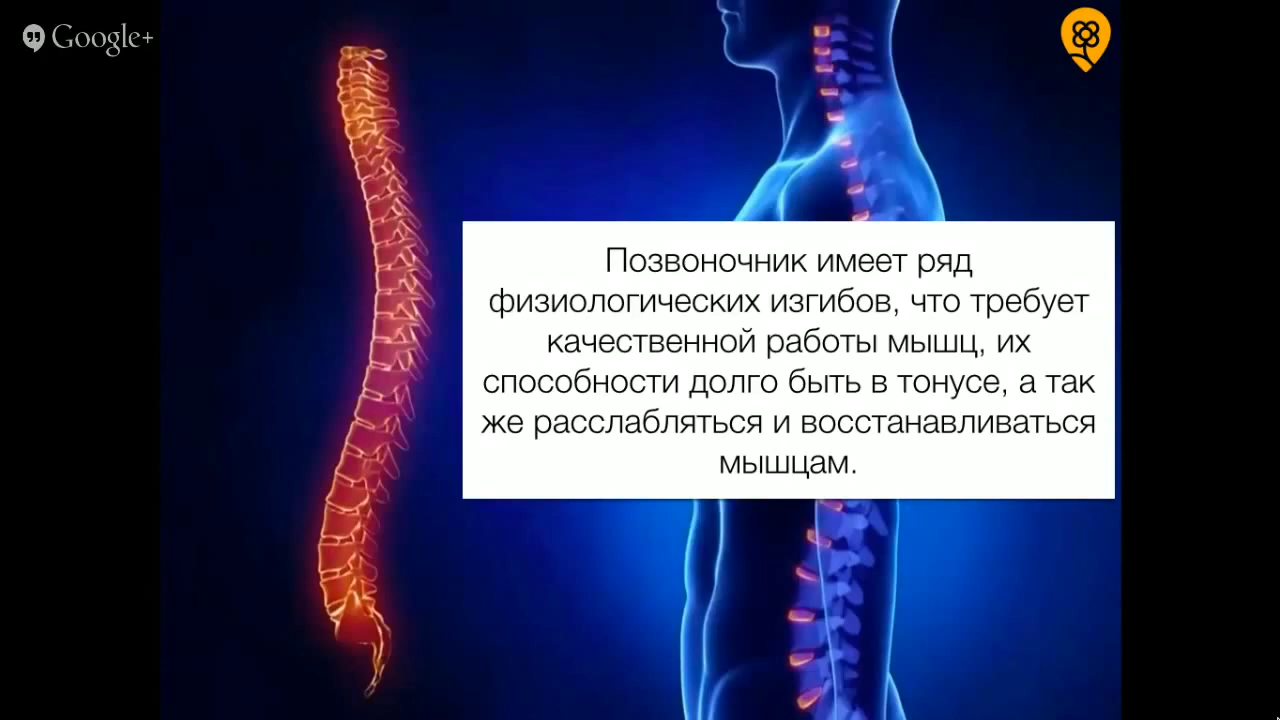 Google+
Позвоночник имеет ряд
физиологических изгибов, что требует
качественной работы мышц, их
способности долго быть в тонусе, а так
же расслабляться и восстанавливаться
мышцам.